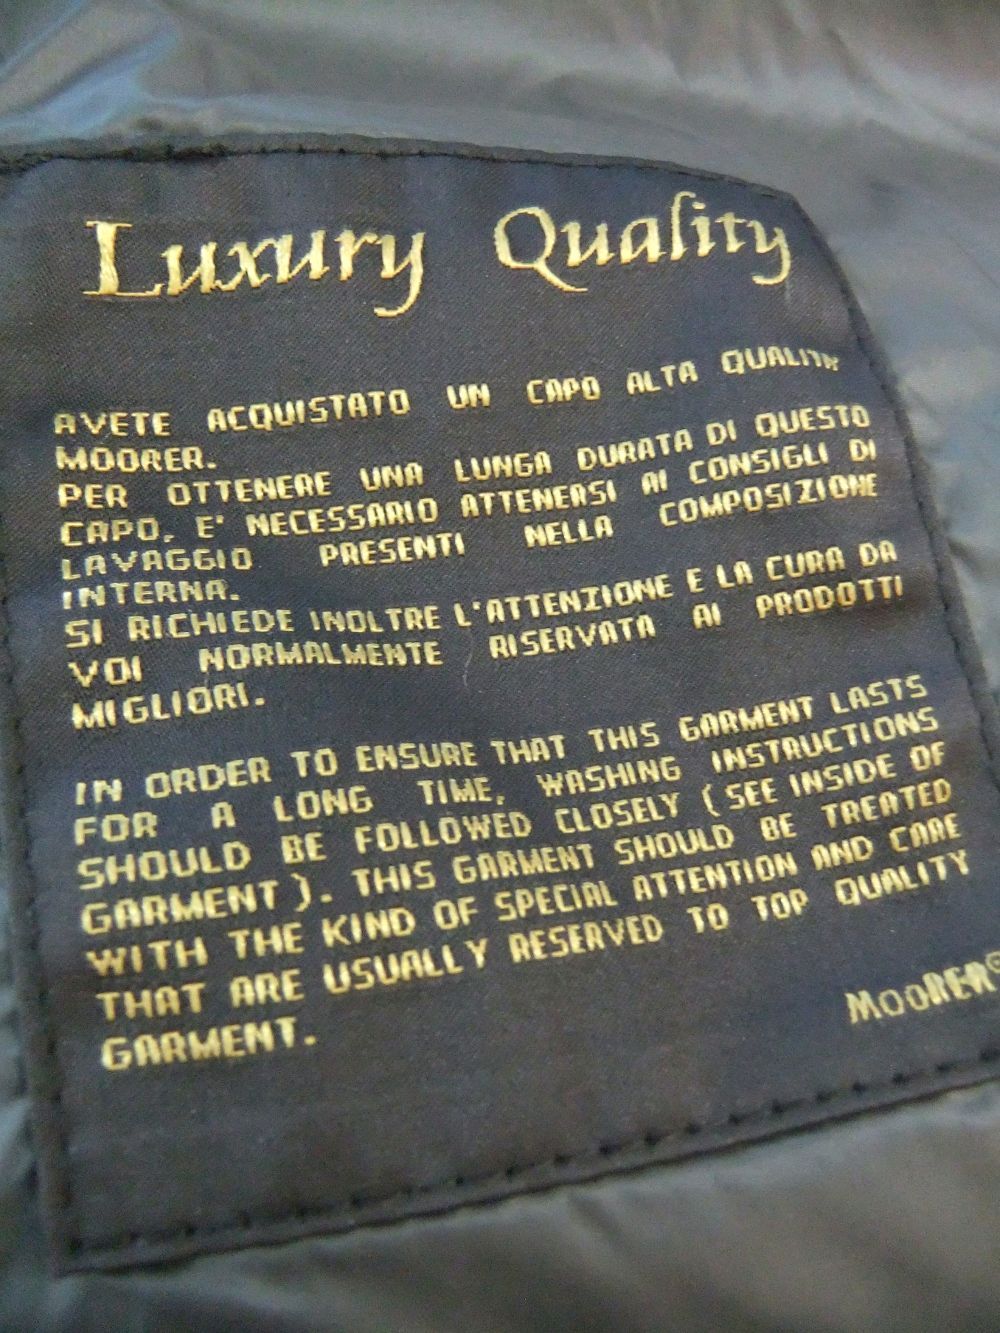 Luxury Quality
AVETE ACQUISTATO UN CAPO ALTA QUALITA'
MOORER.
PER OTTENERE UNA LUNGA DURATA DI QUESTO
CAPO, E' NECESSARIO ATTENERSI AI CONSIGLI DI
LAVAGGIO PRESENTI NELLA COMPOSIZIONE
INTERNA.
SI RICHIEDE INOLTRE L'ATTENZIONE E LA CURA DA
VOI NORMALMENTE RISERVATA AI PRODOTTI
MIGLIORI.
IN ORDER TO ENSURE THAT THIS GARMENT LASTS
FOR A LONG TIME, WASHING INSTRUCTIONS
SHOULD BE FOLLOWED CLOSELY (SEE INSIDE OF
GARMENT). THIS GARMENT SHOULD BE TREATED
WITH THE KIND OF SPECIAL ATTENTION AND CARE
THAT ARE USUALLY RESERVED TO TOP QUALITY
GARMENT.
MOORER®